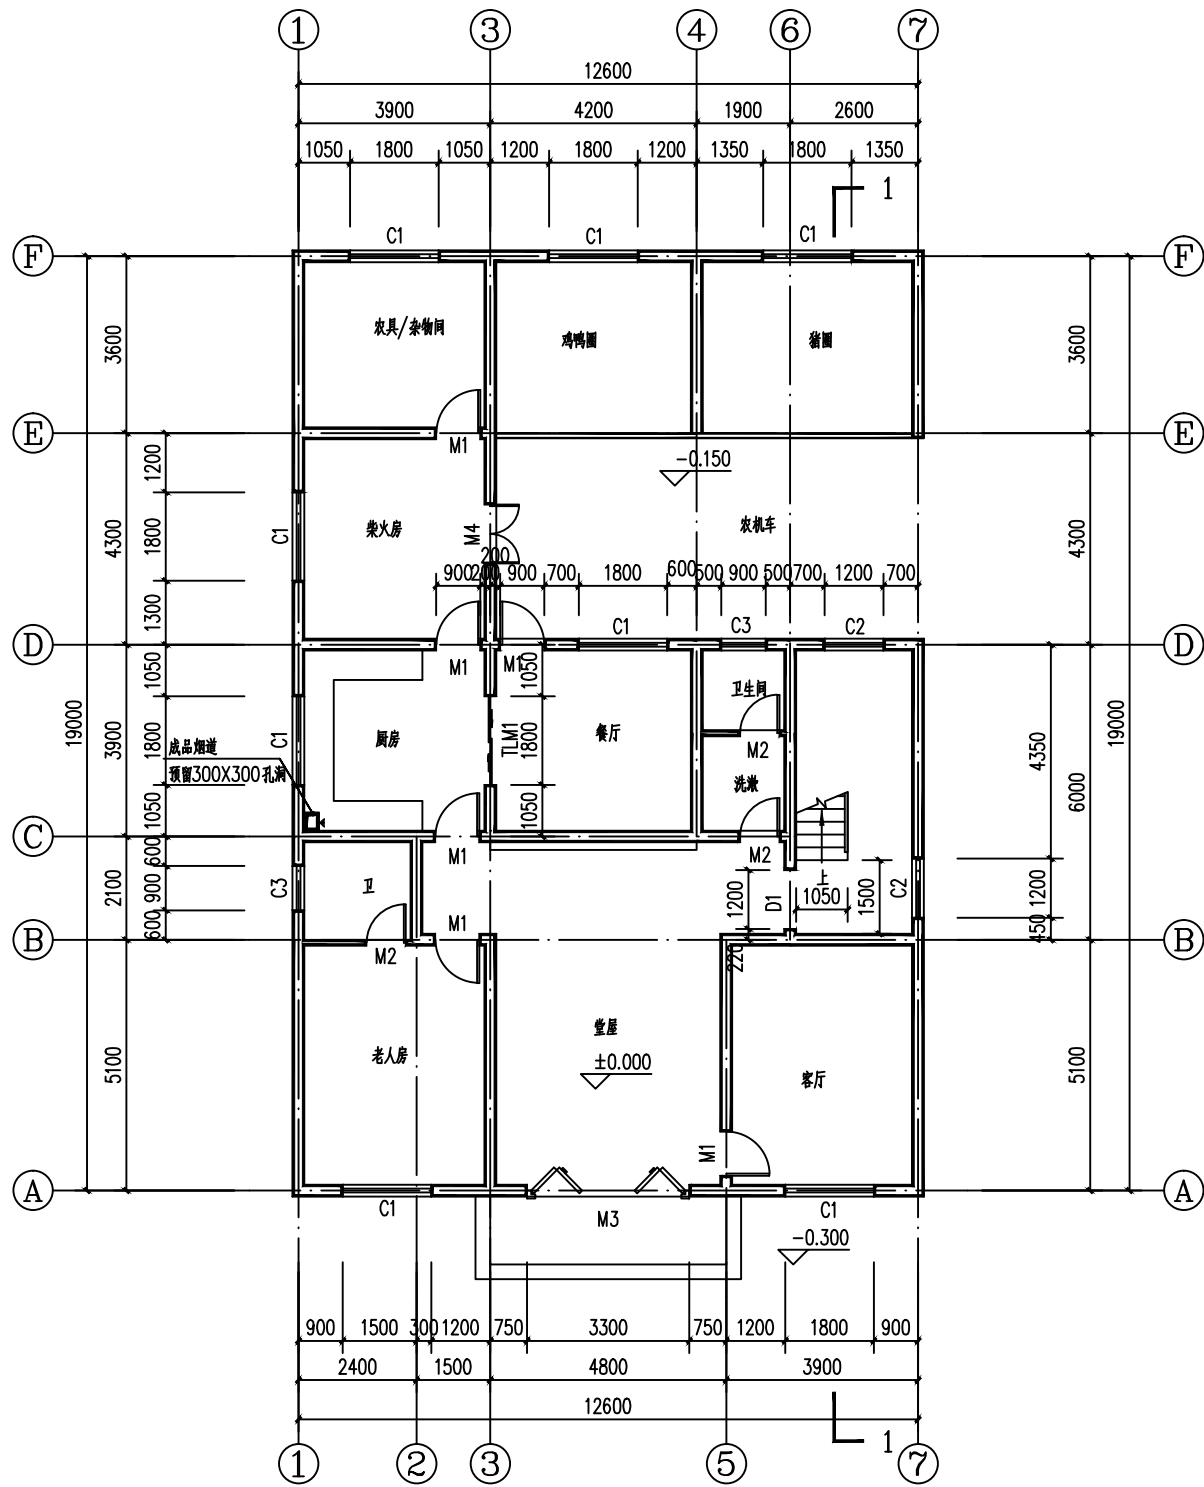 1 3 4 6 7
12600
3900 4200 1900 2600
1050 1800 1050 1200 1800 1200 1350 1800 1350
1
C1 C1 C1
F F
农具/杂物间 鸡鸭圈 猪圈
3600 3600
E E
M1
-0.150
1200
柴火房 M4 农机车
C1
4300 1800 4300
200
900 200 900 700 1800 600 500 900 500 700 1200 700
1300
C1 C3 C2
D D
M1 M1
1050 1050
卫生间
19000 19000
3900 1800 C1 厨房 TLM1 1800 餐厅 M2 4350 6000
成品烟道
预留300X300孔洞
洗漱
1050 1050
C C
M1 M2
600
2100 900 C3 卫 上
1200 D1 1050 1500 C2 1200
600 M1 450
B B
M2 220
堂屋
老人房 ±0.000
5100 客厅 5100
M1
A A
C1 M3 C1
-0.300
900 1500 300 1200 750 3300 750 1200 1800 900
2400 1500 4800 3900
12600
1
1 2 3 5 7